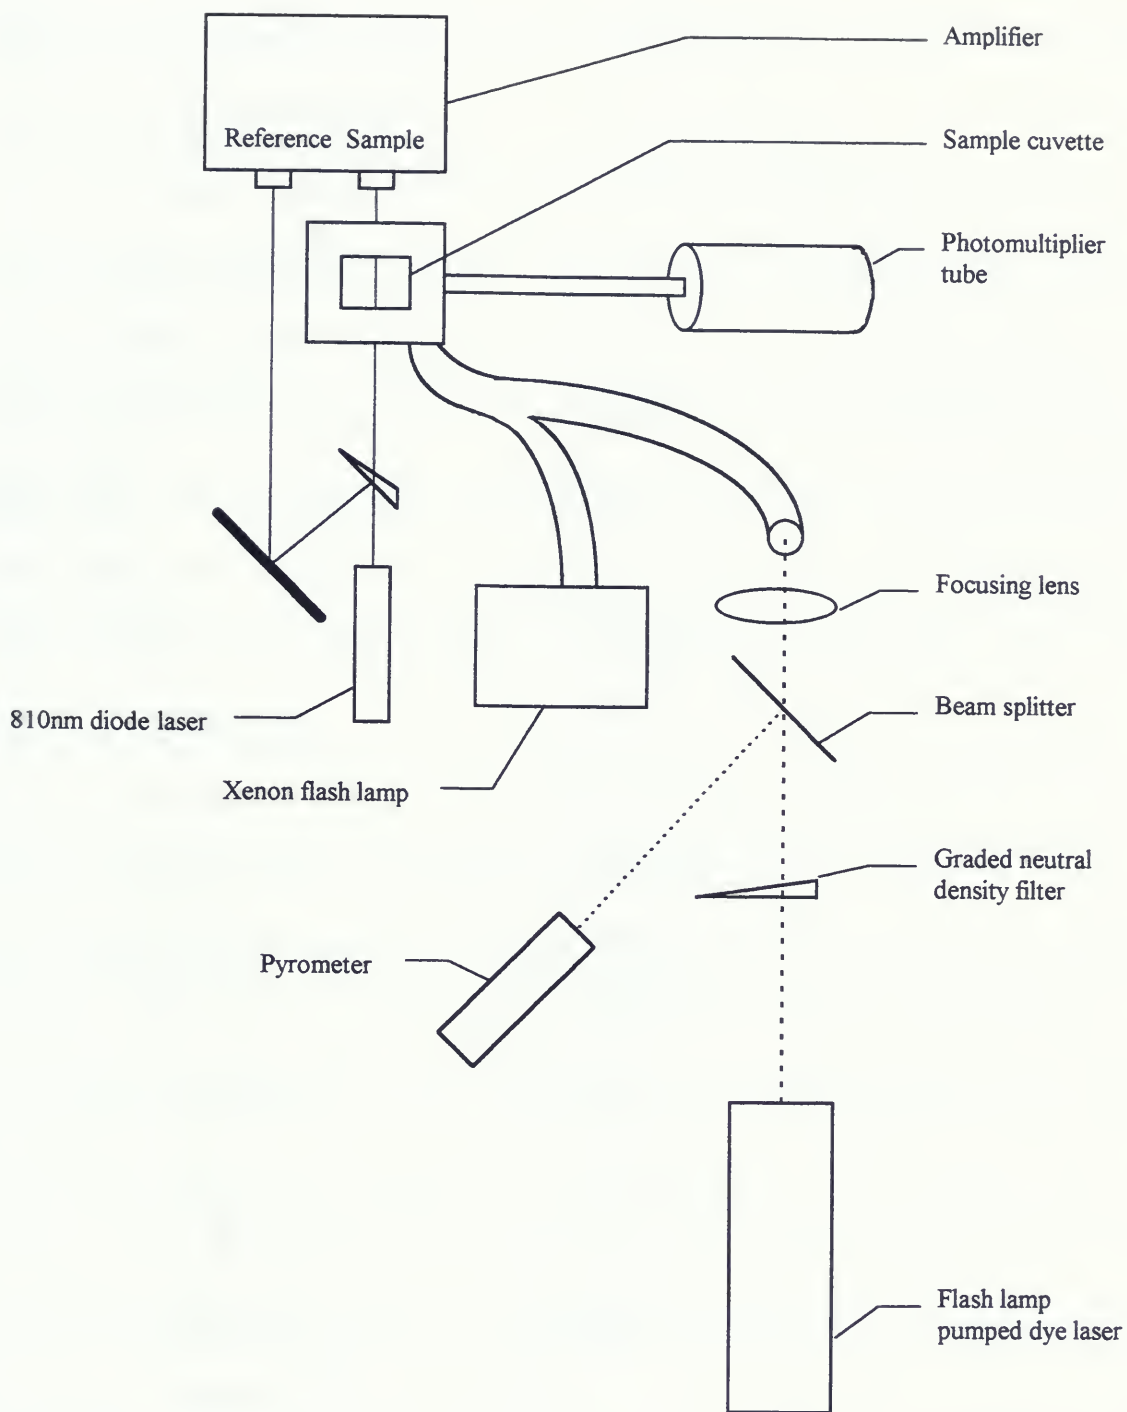 Amplifier
Reference Sample
Sample cuvette
Photomultiplier
tube
Focusing lens
810nm diode laser
Beam splitter
Xenon flash lamp
Graded neutral
density filter
Pyrometer
Flash lamp
pumped dye laser